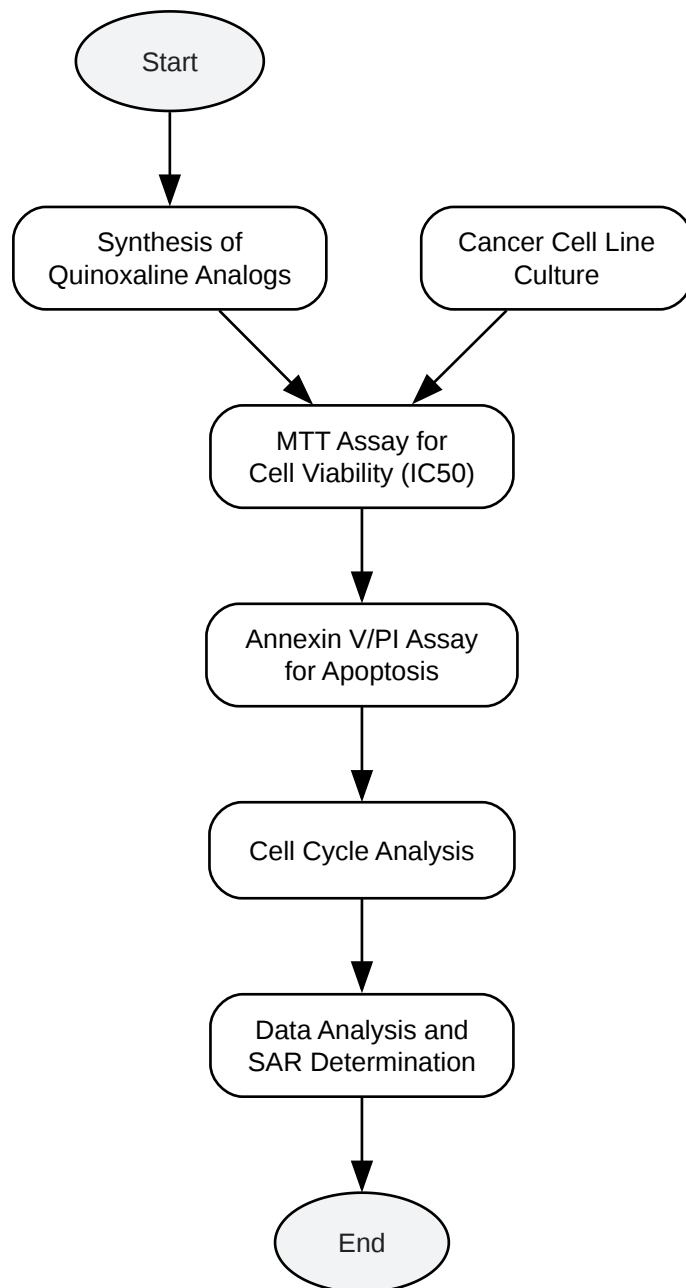 Start
Synthesis of
Quinoxaline Analogs
Cancer Cell Line
Culture
MTT Assay for
Cell Viability (IC50)
Annexin V/PI Assay
for Apoptosis
Cell Cycle Analysis
Data Analysis and
SAR Determination
End